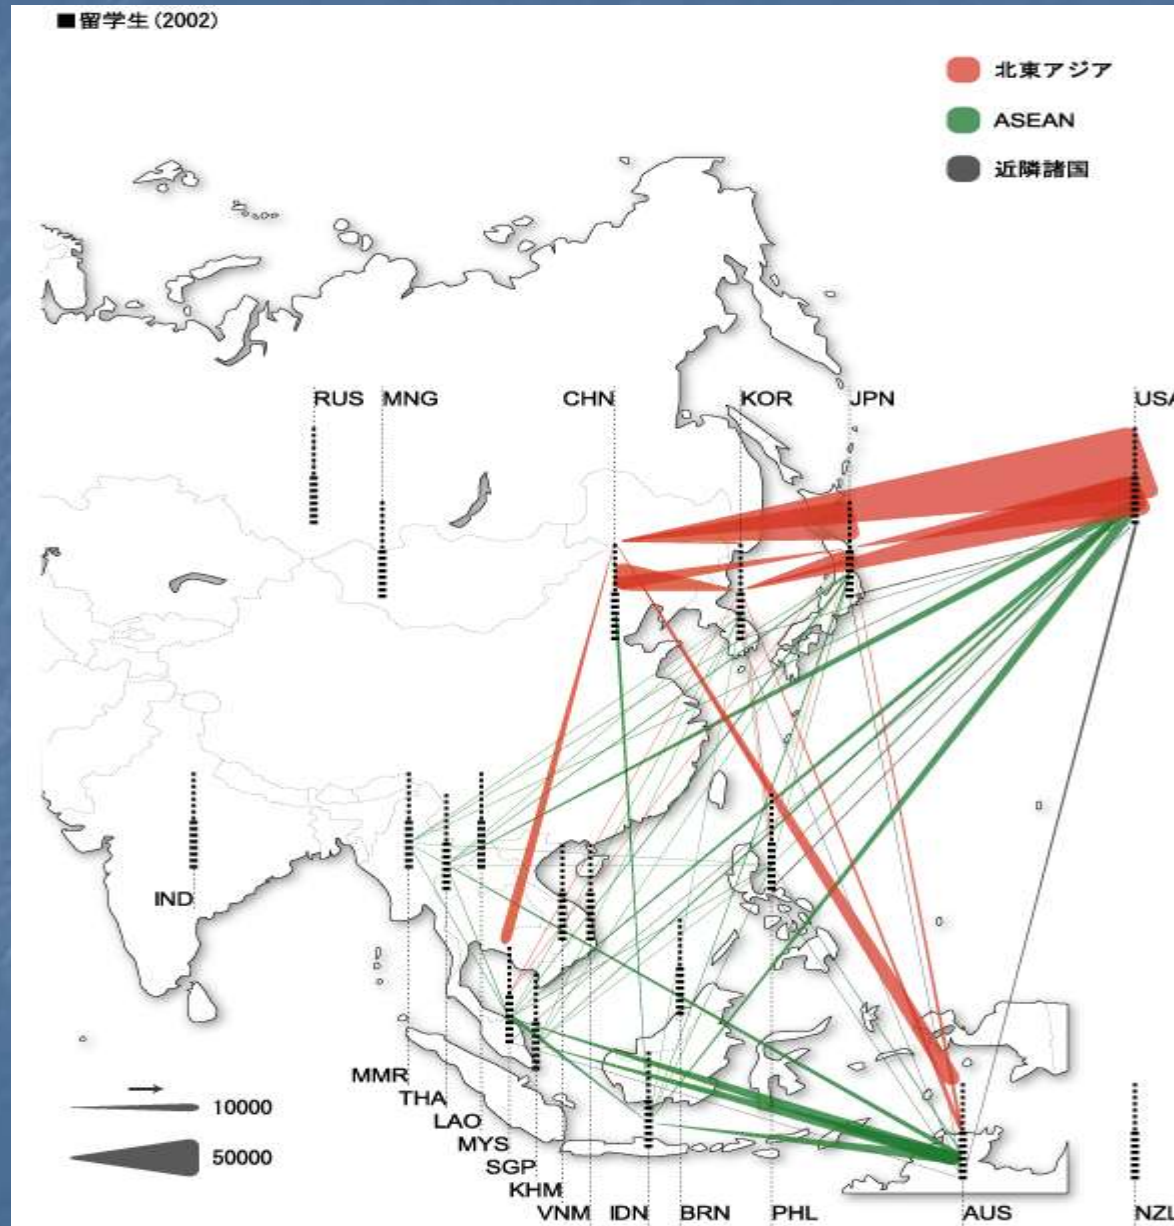 ■留学生(2002)
北東アジア
ASEAN
近隣諸国
RUS
MNG
CHN
KOR
JPN
USA
IND
MMR
THA
LAO
MYS
SGP
KHM
VNM
IDN
BRN
PHL
AUS
NZL
10000
50000